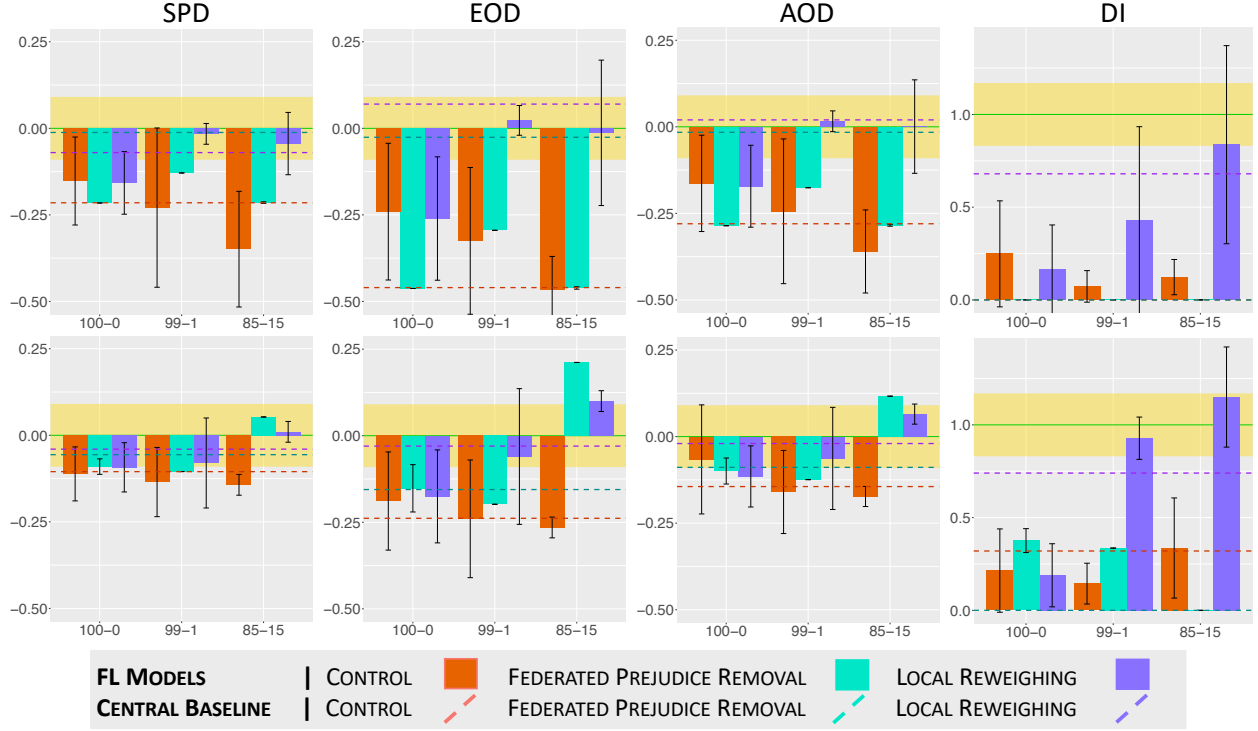 SPD EOD AOD DI
0.25 0.25 0.25
1.0
0.00 0.00 0.00
0.5
−0.25 −0.25 −0.25
−0.50 −0.50 −0.50 0.0
100−0 99−1 85−15 100−0 99−1 85−15 100−0 99−1 85−15 100−0 99−1 85−15
0.25 0.25 0.25
1.0
0.00 0.00 0.00
0.5
−0.25 −0.25 −0.25
−0.50 −0.50 −0.50 0.0
100−0 99−1 85−15 100−0 99−1 85−15 100−0 99−1 85−15 100−0 99−1 85−15
FL MODELS | CONTROL FEDERATED PREJUDICE REMOVAL LOCAL REWEIGHING
CENTRAL BASELINE | CONTROL FEDERATED PREJUDICE REMOVAL LOCAL REWEIGHING